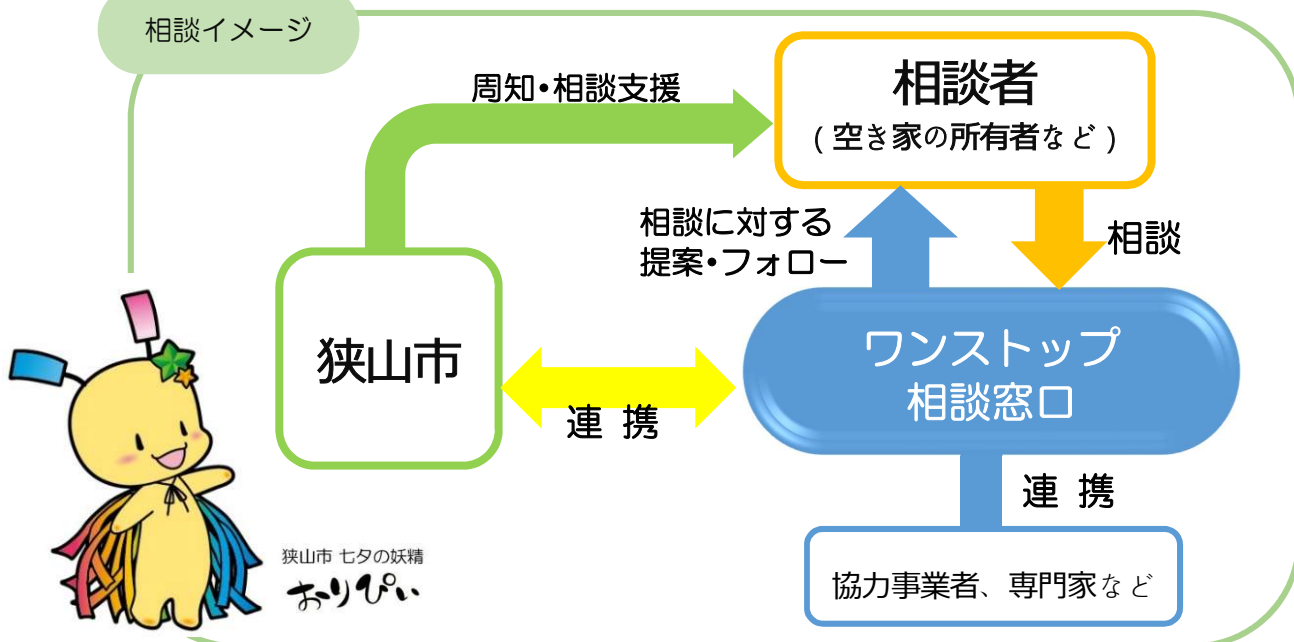 相談イメージ
周知・相談支援
相談者
(空き家の所有者など)
相談に対する
提案・フォロー
相談
狭山市
連 携
ワンストップ
相談窓口
連 携
協力事業者、専門家など
狭山市 七夕の妖精
おりぴぃ